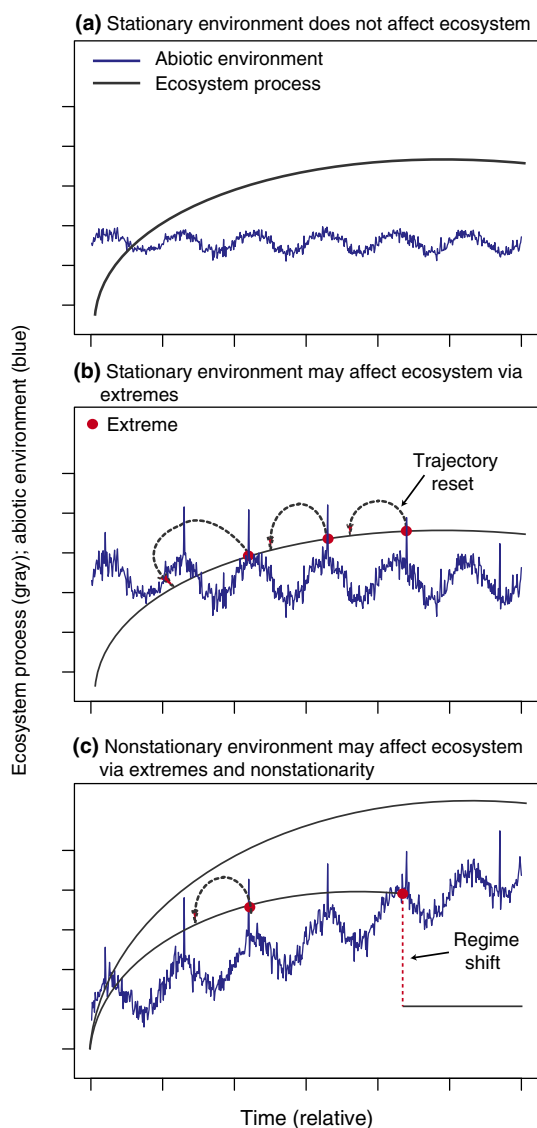 (a) Stationary environment does not affect ecosystem
Abiotic environment
Ecosystem process
(b) Stationary environment may affect ecosystem via
extremes
Extreme
Trajectory
reset
Ecosystem process (gray); abiotic environment (blue)
(c) Nonstationary environment may affect ecosystem
via extremes and nonstationarity
Regime
shift
Time (relative)